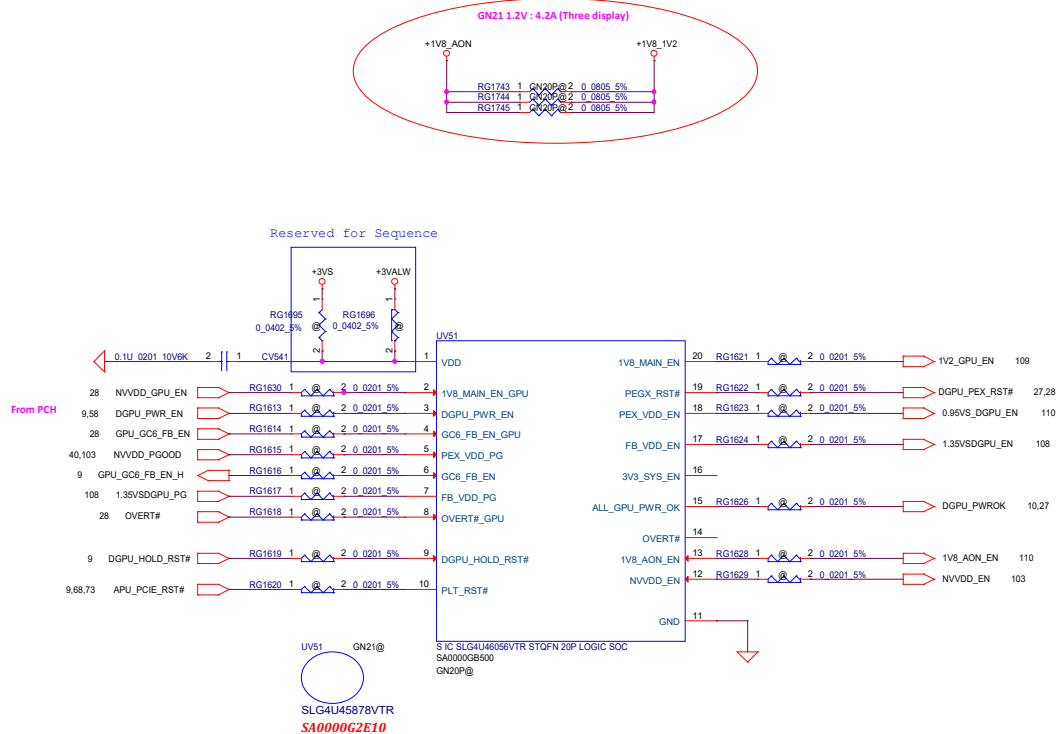 GN21 1.2V : 4.2A (Three display)
+1V8_AON +1V8_1V2
RG1743 1 GN20P@ 2 0_0805_5%
RG1744 1 GN20P@ 2 0_0805_5%
RG1745 1 GN20P@ 2 0_0805_5%
Reserved for Sequence
+3VS +3VALW
1 1
RG1695 RG1696
0_0402_5% @ 0_0402_5% @
2 2
UV51
0.1U_0201_10V6K 2 1 CV541 1 VDD 1V8_MAIN_EN 20 RG1621 1 @ 2 0_0201_5% 1V2_GPU_EN 109
28 NVVDD_GPU_EN RG1630 1 @ 2 0_0201_5% 2 1V8_MAIN_EN_GPU PEGX_RST# 19 RG1622 1 @ 2 0_0201_5% DGPU_PEX_RST# 27,28
From PCH
9,58 DGPU_PWR_EN RG1613 1 @ 2 0_0201_5% 3 DGPU_PWR_EN PEX_VDD_EN 18 RG1623 1 @ 2 0_0201_5% 0.95VS_DGPU_EN 110
28 GPU_GC6_FB_EN RG1614 1 @ 2 0_0201_5% 4 GC6_FB_EN_GPU FB_VDD_EN 17 RG1624 1 @ 2 0_0201_5% 1.35VSDGPU_EN 108
40,103 NVVDD_PGOOD RG1615 1 @ 2 0_0201_5% 5 PEX_VDD_PG
9 GPU_GC6_FB_EN_H RG1616 1 @ 2 0_0201_5% 6 GC6_FB_EN 3V3_SYS_EN 16
108 1.35VSDGPU_PG RG1617 1 @ 2 0_0201_5% 7 FB_VDD_PG ALL_GPU_PWR_OK 15 RG1626 1 @ 2 0_0201_5% DGPU_PWROK 10,27
28 OVERT# RG1618 1 @ 2 0_0201_5% 8 OVERT#_GPU OVERT# 14
9 DGPU_HOLD_RST# RG1619 1 @ 2 0_0201_5% 9 DGPU_HOLD_RST# 1V8_AON_EN 13 RG1628 1 @ 2 0_0201_5% 1V8_AON_EN 110
9,68,73 APU_PCIE_RST# RG1620 1 @ 2 0_0201_5% 10 PLT_RST# NVVDD_EN 12 RG1629 1 @ 2 0_0201_5% NVVDD_EN 103
GND 11
S IC SLG4U46056VTR STQFN 20P LOGIC SOC
SA0000GB500
GN20P@
UV51 GN21@
SLG4U45878VTR
SA0000G2E10